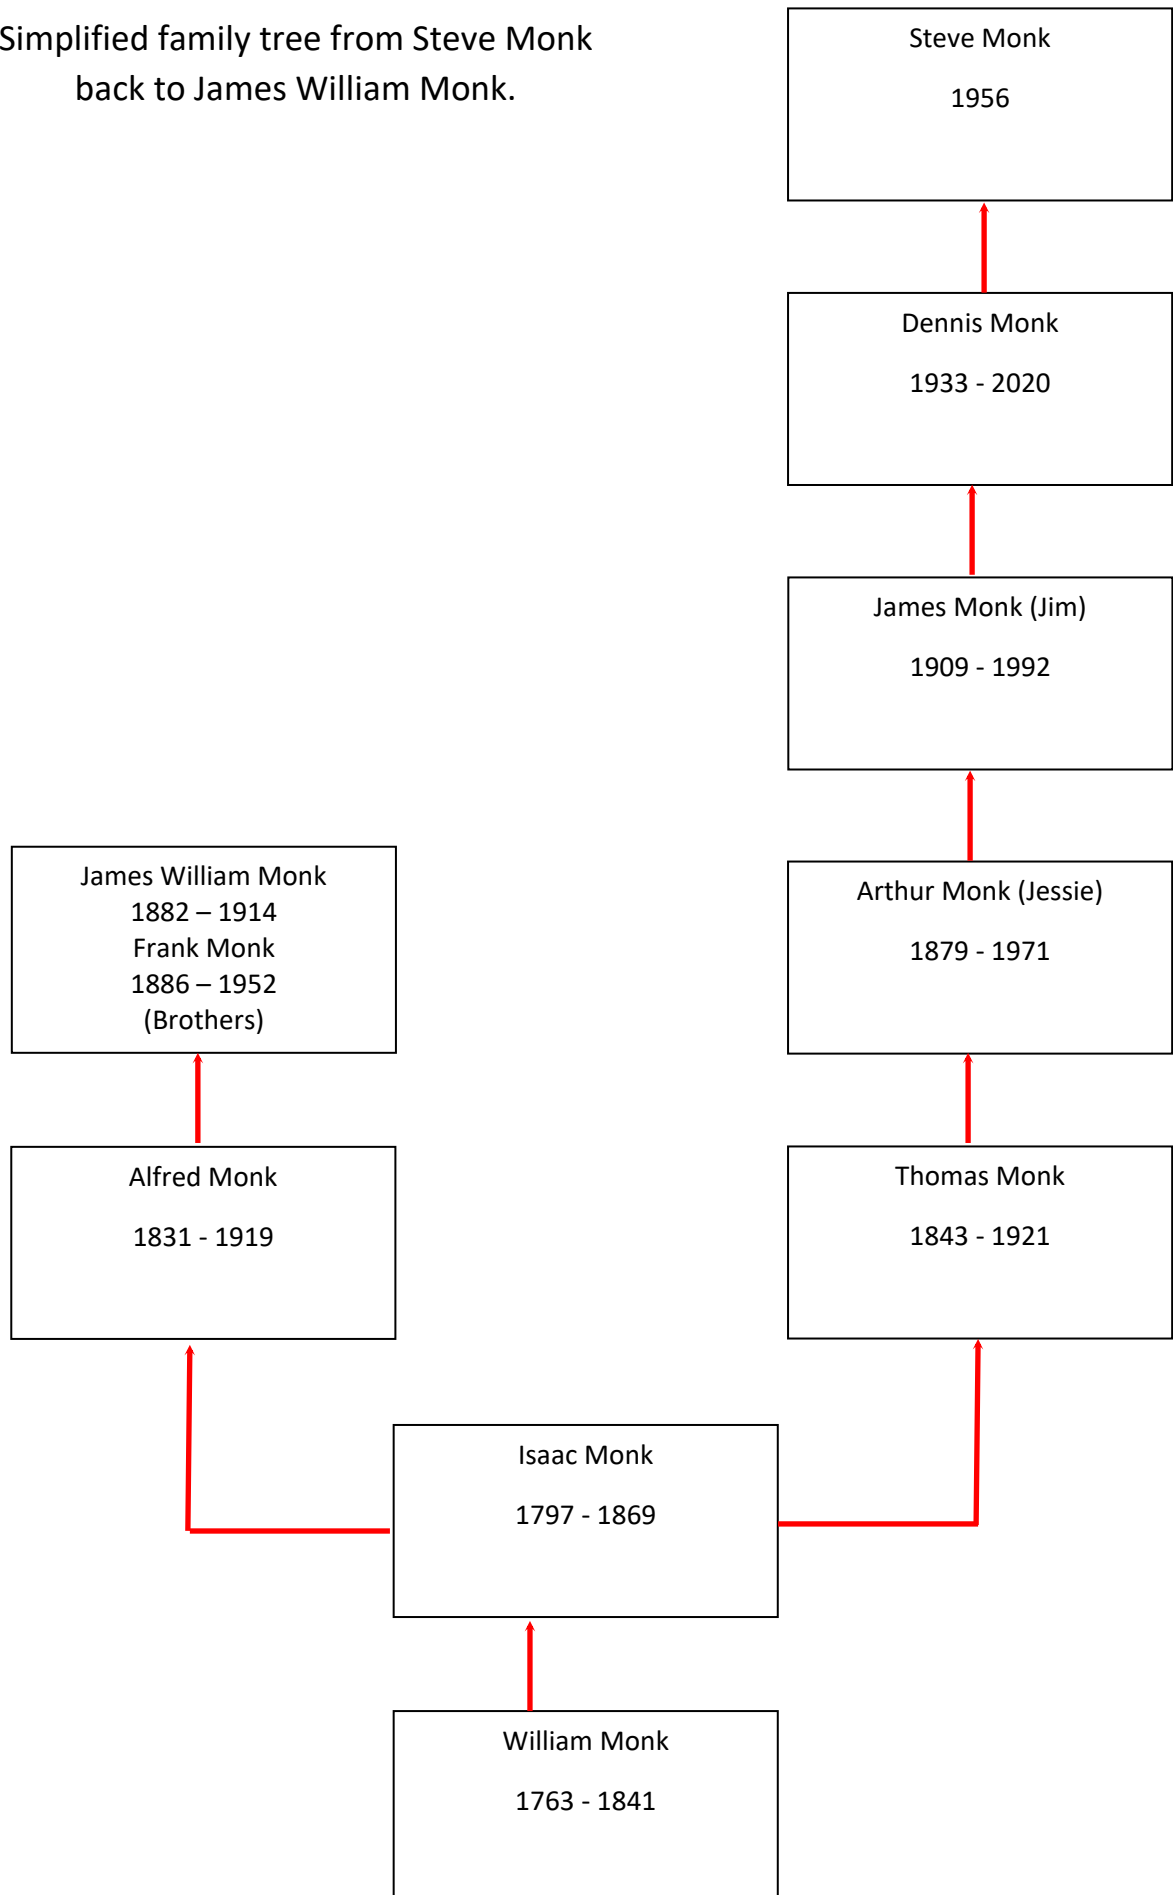 Simplified family tree from Steve Monk
back to James William Monk.
Steve Monk
1956
Dennis Monk
1933 - 2020
James Monk (Jim)
1909 - 1992
James William Monk
1882 – 1914
Frank Monk
1886 – 1952
(Brothers)
Arthur Monk (Jessie)
1879 - 1971
Alfred Monk
1831 - 1919
Thomas Monk
1843 - 1921
Isaac Monk
1797 - 1869
William Monk
1763 - 1841